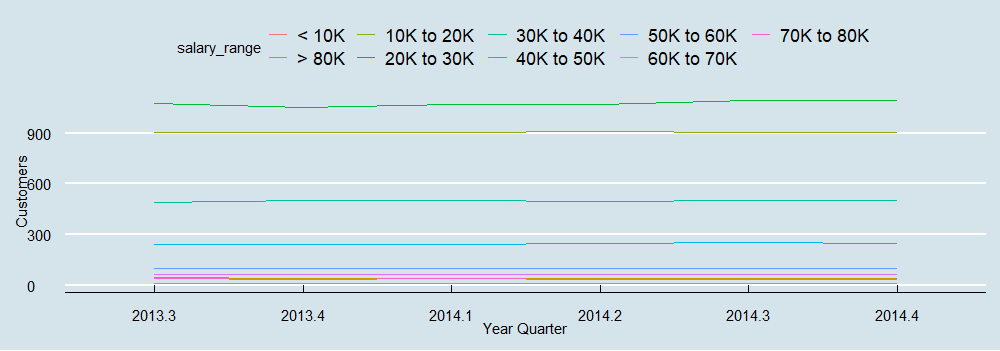 salary_range
< 10K 10K to 20K 30K to 40K 50K to 60K 70K to 80K
> 80K 20K to 30K 40K to 50K 60K to 70K
Customers
900
600
300
0
2013.3 2013.4 2014.1 2014.2 2014.3 2014.4
Year Quarter